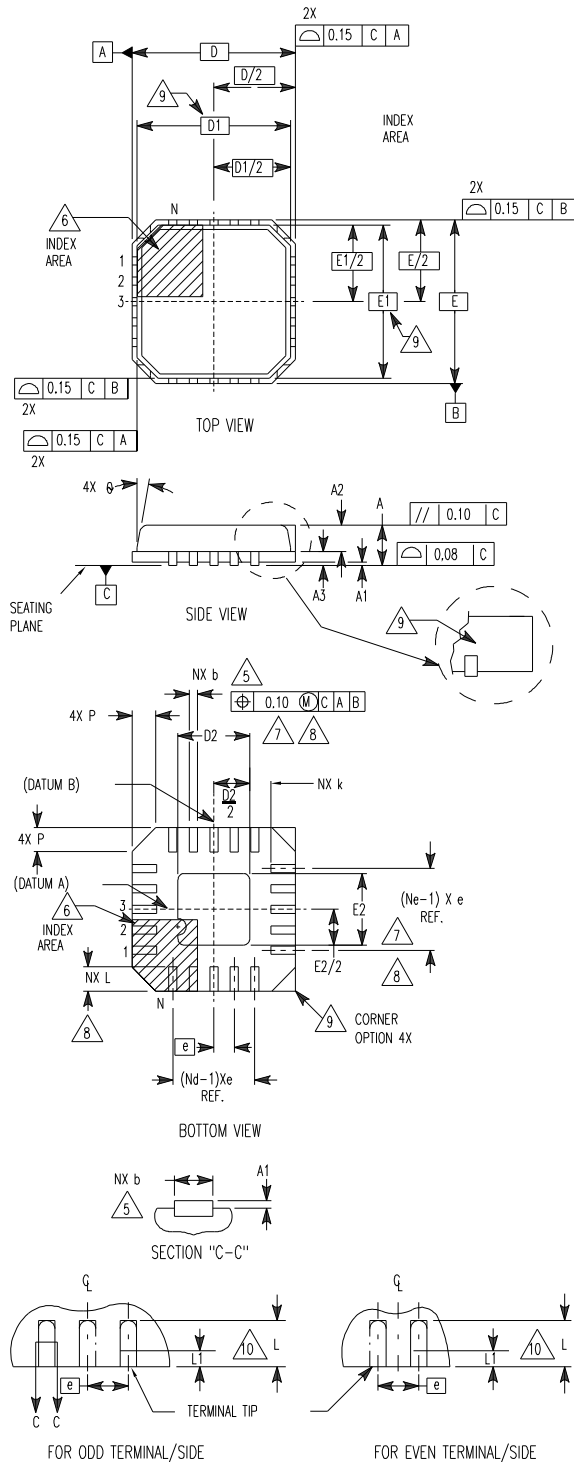 2X
0.15 C A
A
D
D/2
9
D1
INDEX
AREA
D1/2
2X
0.15 C B
N
6
INDEX
AREA
1
2
3
E1/2
E/2
E1
E
9
0.15 C B
2X
B
TOP VIEW
0.15 C A
2X
4X θ
A2
A
// 0.10 C
0.08 C
C
A3
A1
SEATING
PLANE
SIDE VIEW
9
NX b
5
0.10 M C A B
4X P
7
8
D2
(DATUM B)
D2
2
NX k
4X P
(DATUM A)
3
6
INDEX
AREA
2
1
E2
(Ne-1) X e
REF.
7
E2/2
NX L
8
8
N
9
CORNER
OPTION 4X
e
(Nd-1)Xe
REF.
BOTTOM VIEW
NX b
A1
5
SECTION "C-C"
CL
CL
L
10
L1
L
10
L1
e
e
C C
TERMINAL TIP
FOR ODD TERMINAL/SIDE
FOR EVEN TERMINAL/SIDE